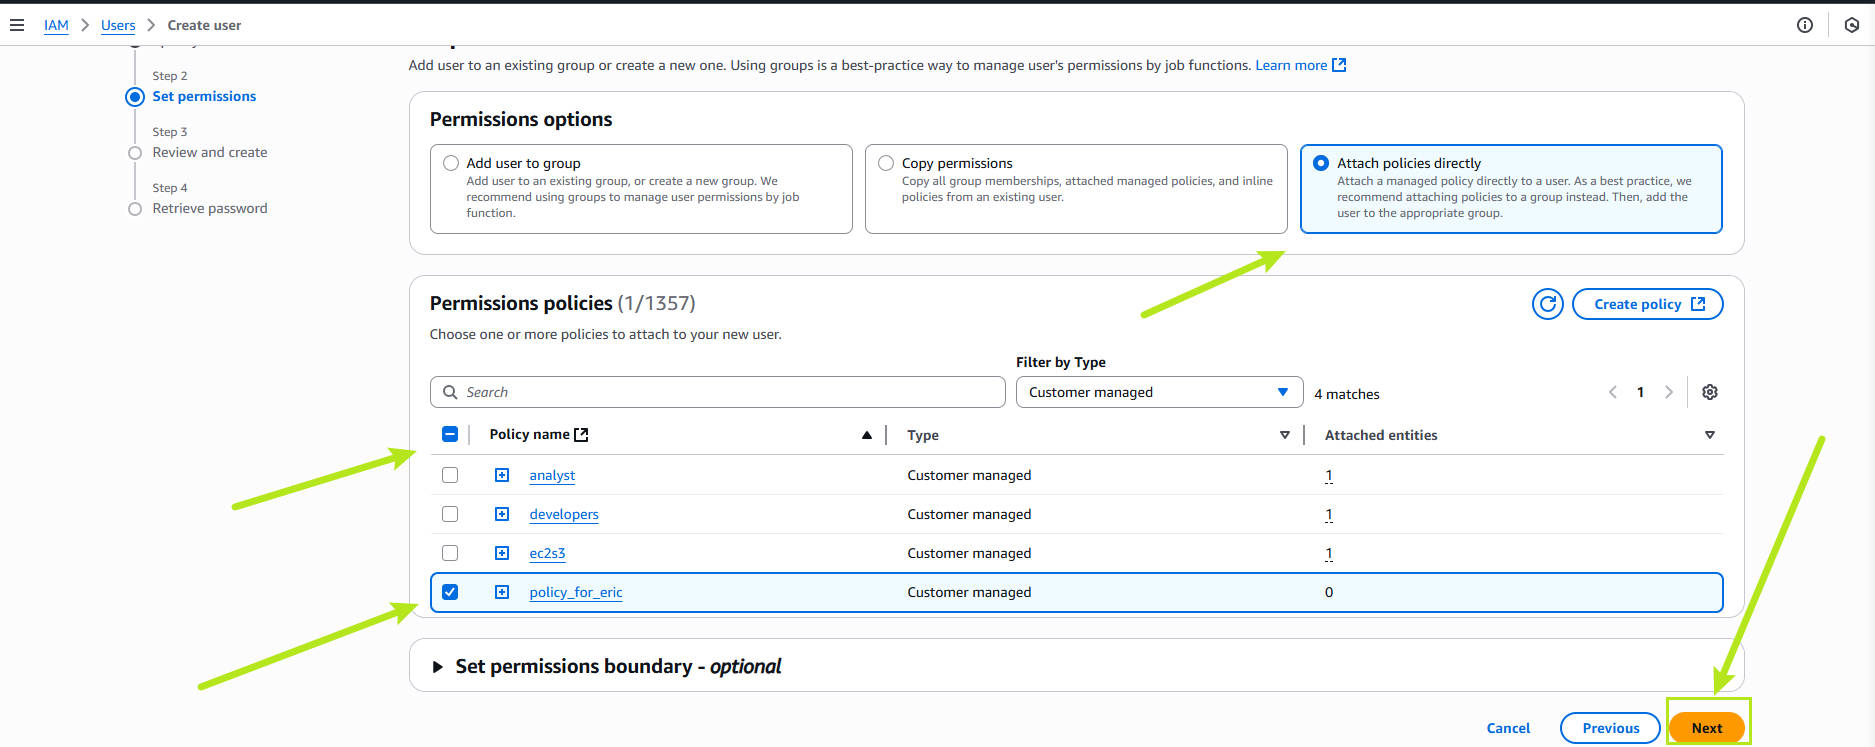 IAM > Users > Create user
Step 2
Set permissions
Step 3
Review and create
Step 4
Retrieve password
Add user to an existing group or create a new one. Using groups is a best-practice way to manage user's permissions by job functions. Learn more
Permissions options
Add user to group
Add user to an existing group, or create a new group. We
recommend using groups to manage user permissions by job
function.
Copy permissions
Copy all group memberships, attached managed policies, and inline
policies from an existing user.
Attach policies directly
Attach a managed policy directly to a user. As a best practice, we
recommend attaching policies to a group instead. Then, add the
user to the appropriate group.
Permissions policies (1/1357)
Create policy
Choose one or more policies to attach to your new user.
Filter by Type
Search
Customer managed
4 matches
1
Policy name Type Attached entities
analyst Customer managed 1
developers Customer managed 1
ec2s3 Customer managed 1
policy_for_eric Customer managed 0
Set permissions boundary - optional
Cancel Previous Next